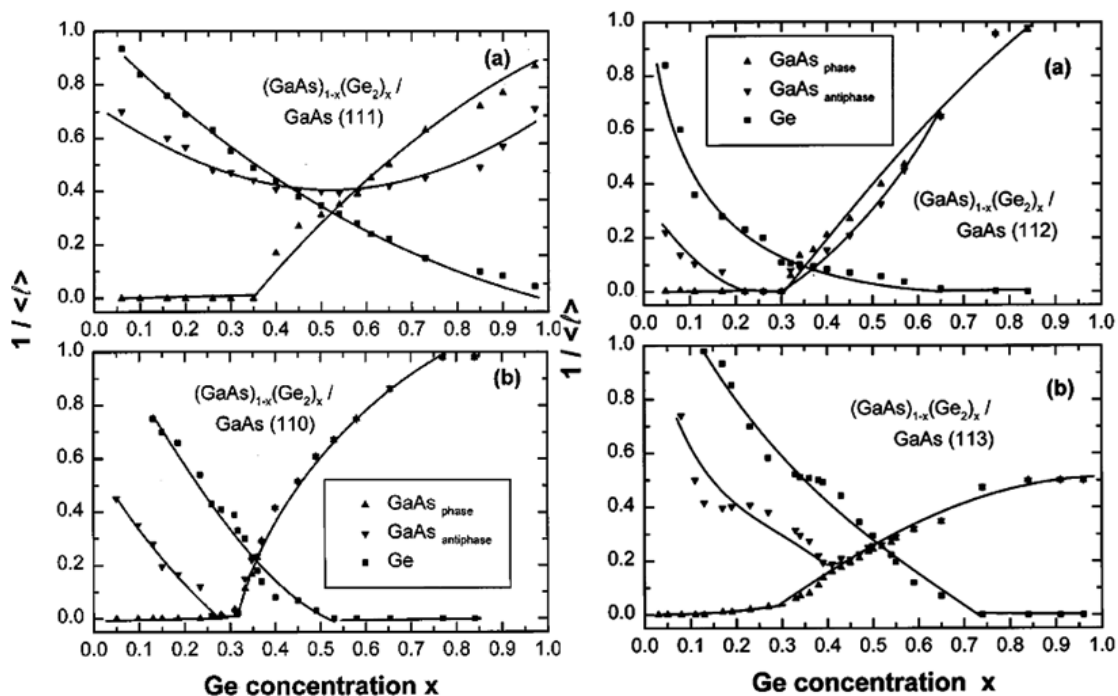 1 / <ℓ>
1.0
0.8
0.6
0.4
0.2
0.0
(a)
(GaAs)1-x(Ge2)x /
GaAs (111)
0.0 0.1 0.2 0.3 0.4 0.5 0.6 0.7 0.8 0.9 1.0
0.8
0.6
0.4
0.2
0.0
(b)
(GaAs)1-x(Ge2)x /
GaAs (110)
GaAs phase
GaAs antiphase
Ge
0.0 0.1 0.2 0.3 0.4 0.5 0.6 0.7 0.8 0.9 1.0
Ge concentration x
1 / <ℓ>
1.0
0.8
0.6
0.4
0.2
0.0
(a)
GaAs phase
GaAs antiphase
Ge
(GaAs)1-x(Ge2)x /
GaAs (112)
0.0 0.1 0.2 0.3 0.4 0.5 0.6 0.7 0.8 0.9 1.0
1.0
0.8
0.6
0.4
0.2
0.0
(b)
(GaAs)1-x(Ge2)x /
GaAs (113)
0.0 0.1 0.2 0.3 0.4 0.5 0.6 0.7 0.8 0.9 1.0
Ge concentration x